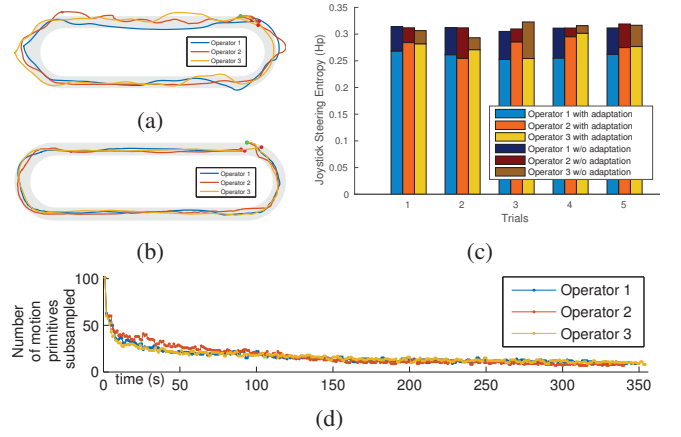 Operator 1
Operator 2
Operator 3
(a)
Operator 1
Operator 2
Operator 3
(b)
Joystick Steering Entropy (Hp)
0.35
0.3
0.25
0.2
0.15
0.1
0.05
0
Operator 1 with adaptation
Operator 2 with adaptation
Operator 3 with adaptation
Operator 1 w/o adaptation
Operator 2 w/o adaptation
Operator 3 w/o adaptation
1 2 3 4 5
Trials
(c)
Number
of motion
primitives
subsampled
100
50
0
Operator 1
Operator 2
Operator 3
0 50 100 150 200 250 300 350
time (s)
(d)